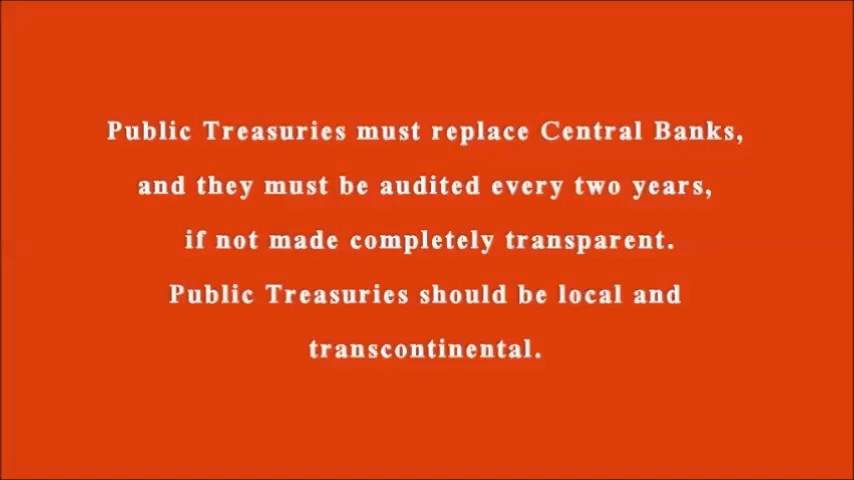 Public Treasuries must replace Central Banks,
and they must be audited every two years,
if not made completely transparent.
Public Treasuries should be local and
transcontinental.